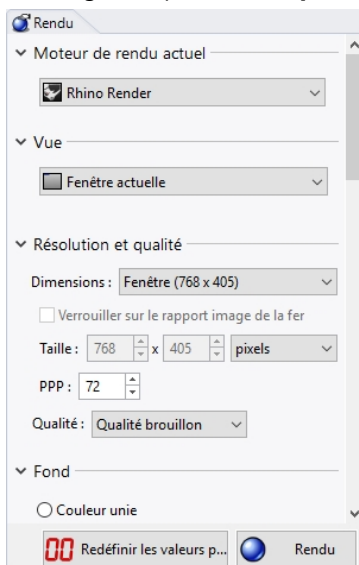 Rendu
Moteur de rendu actuel
Rhino Render
Vue
Fenêtre actuelle
Résolution et qualité
Dimensions : Fenêtre (768 x 405)
Verrouiller sur le rapport image de la fer
Taille : 768 x 405 pixels
PPP : 72
Qualité : Qualité brouillon
Fond
Couleur unie
00 Redéfinir les valeurs p... Rendu